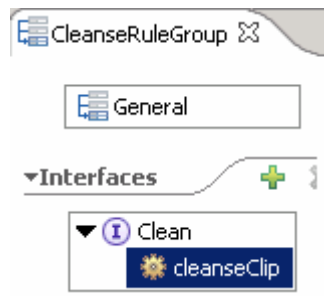 CleanseRuleGroup
General
Interfaces
I Clean
cleanseClip